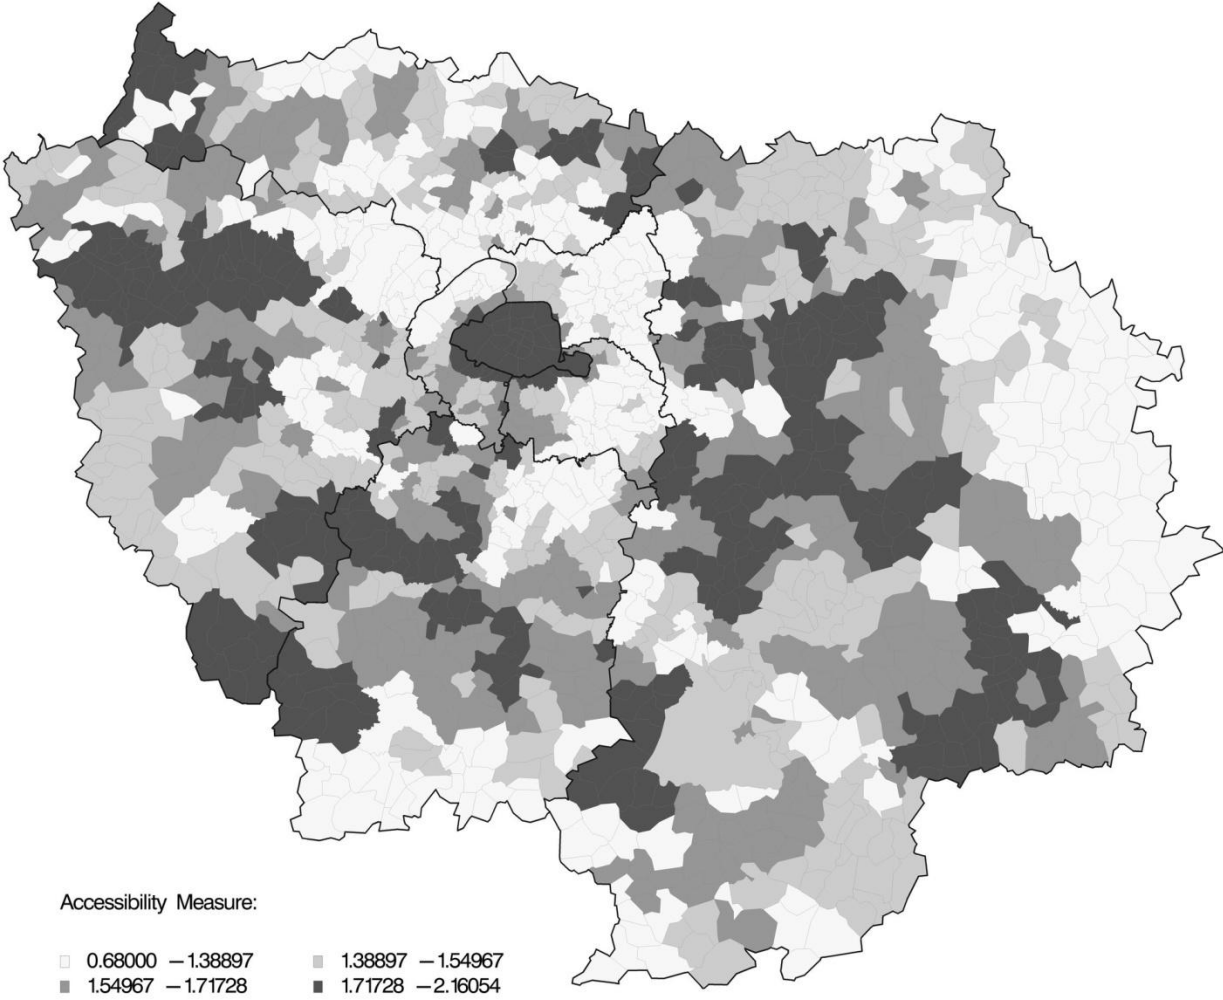 Accessibility Measure:
0.68000 – 1.38897 1.38897 – 1.54967
1.54967 – 1.71728 1.71728 – 2.16054